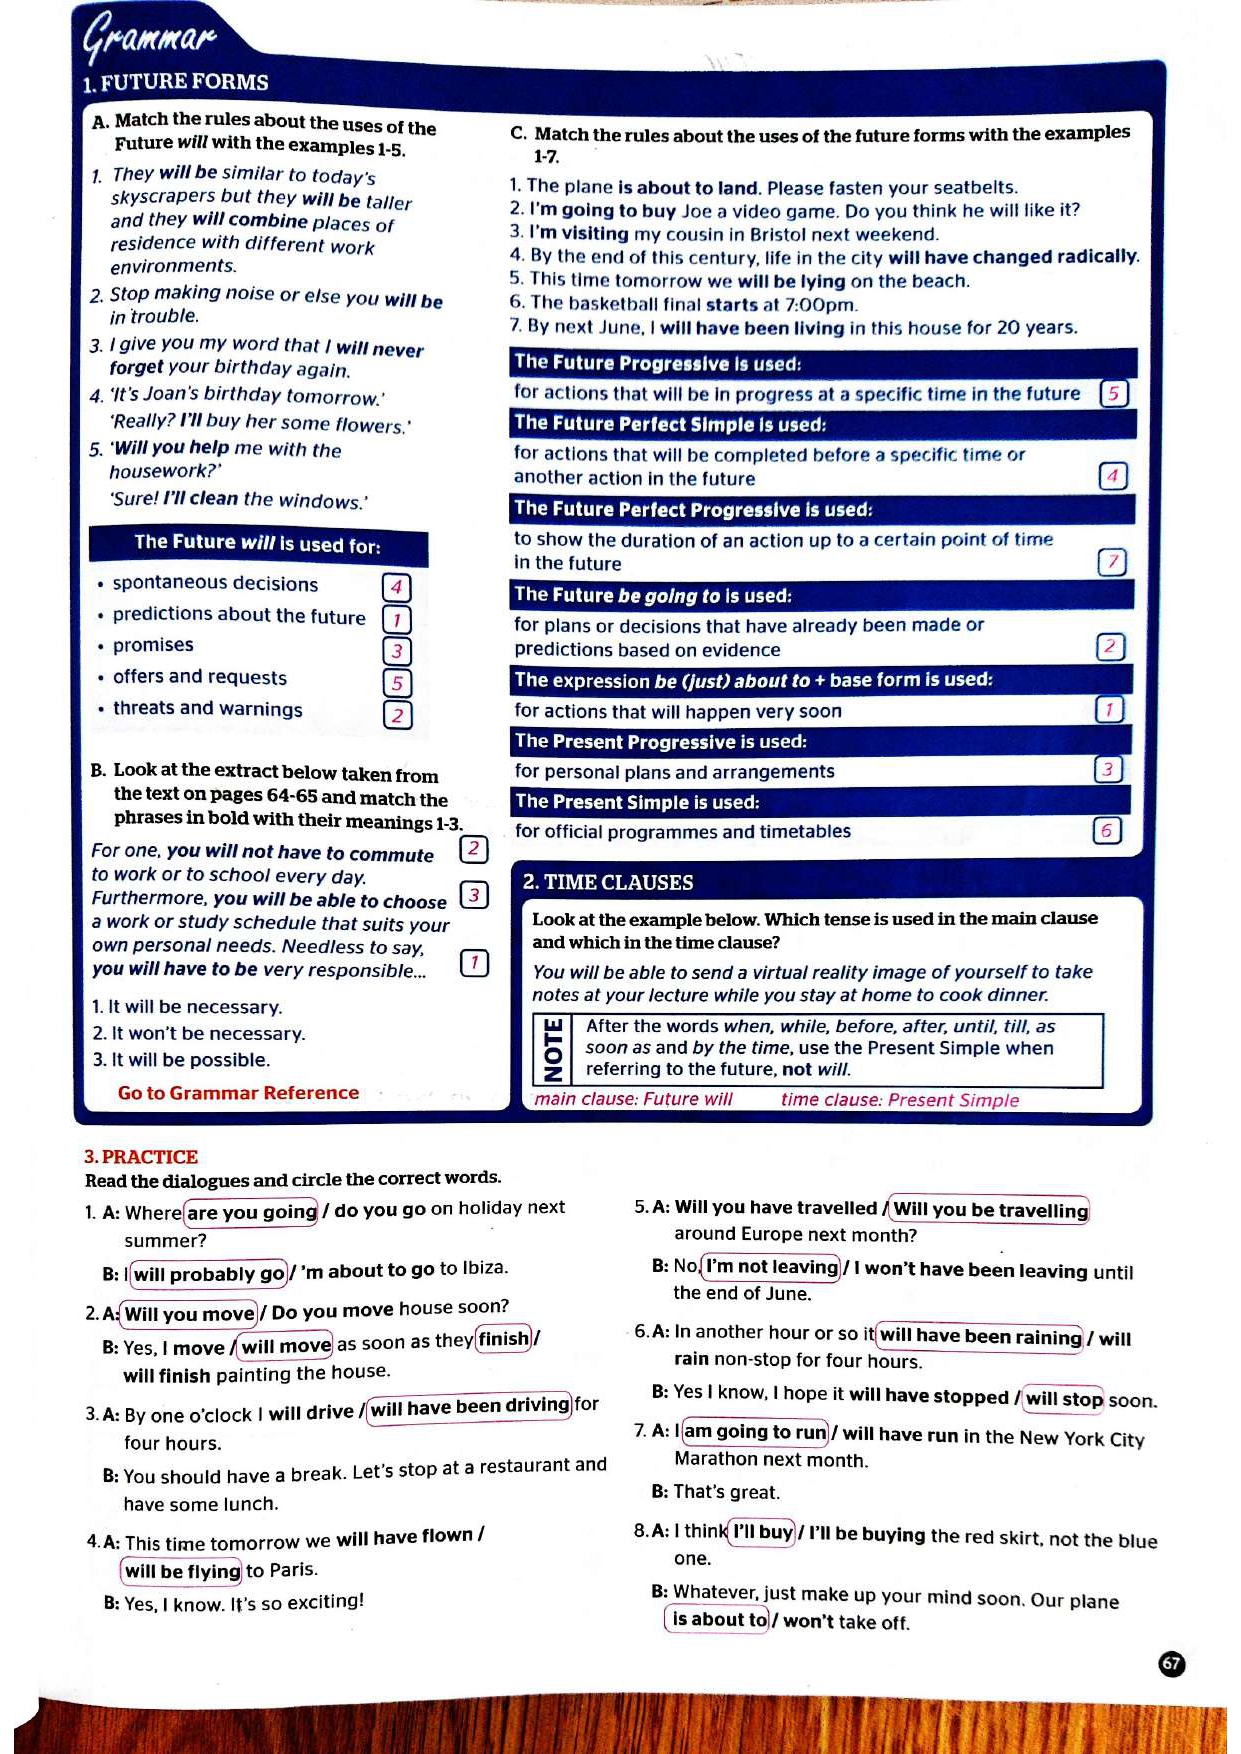 Grammar
1. FUTURE FORMS
A. Match the rules about the uses of the
Future will with the examples 1-5.
1. They will be similar to today's
skyscrapers but they will be taller
and they will combine places of
residence with different work
environments.
2. Stop making noise or else you will be
in trouble.
3. I give you my word that I will never
forget your birthday again.
4. 'It's Joan's birthday tomorrow.'
'Really? I'll buy her some flowers.'
5. 'Will you help me with the
housework?'
'Sure! I'll clean the windows.'
The Future will is used for:
• spontaneous decisions 4
• predictions about the future 1
• promises 3
• offers and requests 5
• threats and warnings 2
B. Look at the extract below taken from
the text on pages 64-65 and match the
phrases in bold with their meanings 1-3.
For one, you will not have to commute 2
to work or to school every day.
Furthermore, you will be able to choose 3
a work or study schedule that suits your
own personal needs. Needless to say,
you will have to be very responsible... 1
1. It will be necessary.
2. It won't be necessary.
3. It will be possible.
Go to Grammar Reference
C. Match the rules about the uses of the future forms with the examples
1-7.
1. The plane is about to land. Please fasten your seatbelts.
2. I'm going to buy Joe a video game. Do you think he will like it?
3. I'm visiting my cousin in Bristol next weekend.
4. By the end of this century, life in the city will have changed radically.
5. This time tomorrow we will be lying on the beach.
6. The basketball final starts at 7:00pm.
7. By next June, I will have been living in this house for 20 years.
The Future Progressive is used:
for actions that will be in progress at a specific time in the future 5
The Future Perfect Simple is used:
for actions that will be completed before a specific time or
another action in the future 4
The Future Perfect Progressive is used:
to show the duration of an action up to a certain point of time
in the future 7
The Future be going to is used:
for plans or decisions that have already been made or
predictions based on evidence 2
The expression be (just) about to + base form is used:
for actions that will happen very soon 1
The Present Progressive is used:
for personal plans and arrangements 3
The Present Simple is used:
for official programmes and timetables 6
2. TIME CLAUSES
Look at the example below. Which tense is used in the main clause
and which in the time clause?
You will be able to send a virtual reality image of yourself to take
notes at your lecture while you stay at home to cook dinner.
NOTE
After the words when, while, before, after, until, till, as
soon as and by the time, use the Present Simple when
referring to the future, not will.
main clause: Future will time clause: Present Simple
3. PRACTICE
Read the dialogues and circle the correct words.
1. A: Where are you going / do you go on holiday next
summer?
B: I will probably go / 'm about to go to Ibiza.
2. A: Will you move / Do you move house soon?
B: Yes, I move / will move as soon as they finish /
will finish painting the house.
3. A: By one o'clock I will drive / will have been driving for
four hours.
B: You should have a break. Let's stop at a restaurant and
have some lunch.
4. A: This time tomorrow we will have flown /
will be flying to Paris.
B: Yes, I know. It's so exciting!
5. A: Will you have travelled / Will you be travelling
around Europe next month?
B: No, I'm not leaving / I won't have been leaving until
the end of June.
6. A: In another hour or so it will have been raining / will
rain non-stop for four hours.
B: Yes I know, I hope it will have stopped / will stop soon.
7. A: I am going to run / will have run in the New York City
Marathon next month.
B: That's great.
8. A: I think I'll buy / I'll be buying the red skirt, not the blue
one.
B: Whatever, just make up your mind soon. Our plane
is about to / won't take off.
67